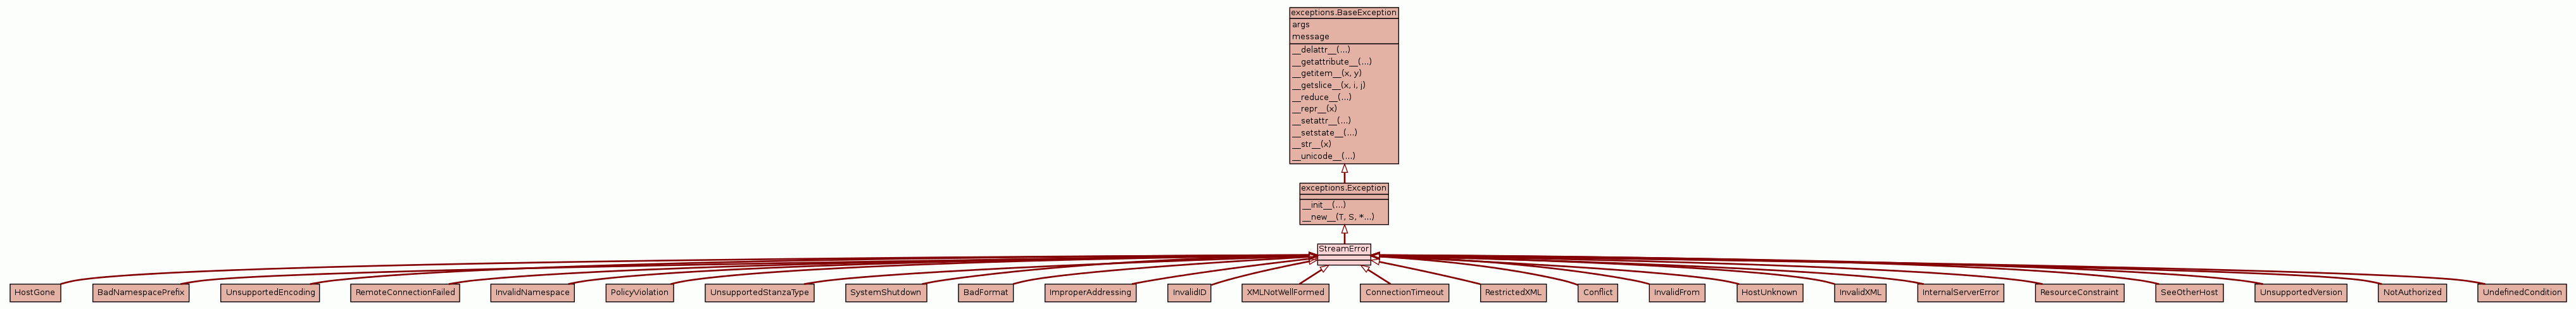 exceptions.BaseException
args
message
__delattr__(...)
__getattribute__(...)
__getitem__(x, y)
__getslice__(x, i, j)
__reduce__(...)
__repr__(x)
__setattr__(...)
__setstate__(...)
__str__(x)
__unicode__(...)
exceptions.Exception
__init__(...)
__new__(T, S, *...)
StreamError
HostGone
BadNamespacePrefix
UnsupportedEncoding
RemoteConnectionFailed
InvalidNamespace
PolicyViolation
UnsupportedStanzaType
SystemShutdown
BadFormat
ImproperAddressing
InvalidID
XMLNotWellFormed
ConnectionTimeout
RestrictedXML
Conflict
InvalidFrom
HostUnknown
InvalidXML
InternalServerError
ResourceConstraint
SeeOtherHost
UnsupportedVersion
NotAuthorized
UndefinedCondition